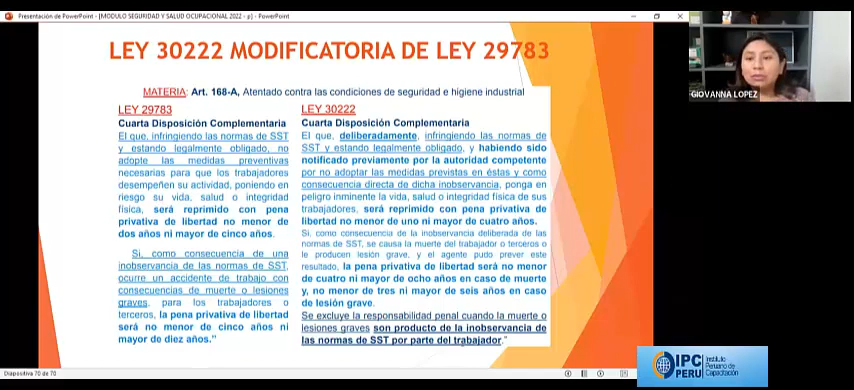 Presentación de PowerPoint - [MODULO SEGURIDAD Y SALUD OCUPACIONAL 2022 - p] - PowerPoint
LEY 30222 MODIFICATORIA DE LEY 29783
MATERIA: Art. 168-A, Atentado contra las condiciones de seguridad e higiene industrial
LEY 29783
Cuarta Disposición Complementaria
El que, infringiendo las normas de SST
y estando legalmente obligado, no
adopte las medidas preventivas
necesarias para que los trabajadores
desempeñen su actividad, poniendo en
riesgo su vida, salud o integridad
física, será reprimido con pena
privativa de libertad no menor de
dos años ni mayor de cinco años.
Si, como consecuencia de una
inobservancia de las normas de SST,
ocurre un accidente de trabajo con
consecuencias de muerte o lesiones
graves, para los trabajadores o
terceros, la pena privativa de libertad
será no menor de cinco años ni
mayor de diez años.”
LEY 30222
Cuarta Disposición Complementaria
El que, deliberadamente, infringiendo las normas de
SST y estando legalmente obligado, y habiendo sido
notificado previamente por la autoridad competente
por no adoptar las medidas previstas en éstas y como
consecuencia directa de dicha inobservancia, ponga en
peligro inminente la vida, salud o integridad física de sus
trabajadores, será reprimido con pena privativa de
libertad no menor de uno ni mayor de cuatro años.
Si, como consecuencia de la inobservancia deliberada de las
normas de SST, se causa la muerte del trabajador o terceros o
le producen lesión grave, y el agente pudo prever este
resultado, la pena privativa de libertad será no menor
de cuatro ni mayor de ocho años en caso de muerte
y, no menor de tres ni mayor de seis años en caso
de lesión grave.
Se excluye la responsabilidad penal cuando la muerte o
lesiones graves son producto de la inobservancia de
las normas de SST por parte del trabajador.”
Diapositiva 70 de 70
GIOVANNA LOPEZ
IPC
PERU
Instituto
Peruano de
Capacitación